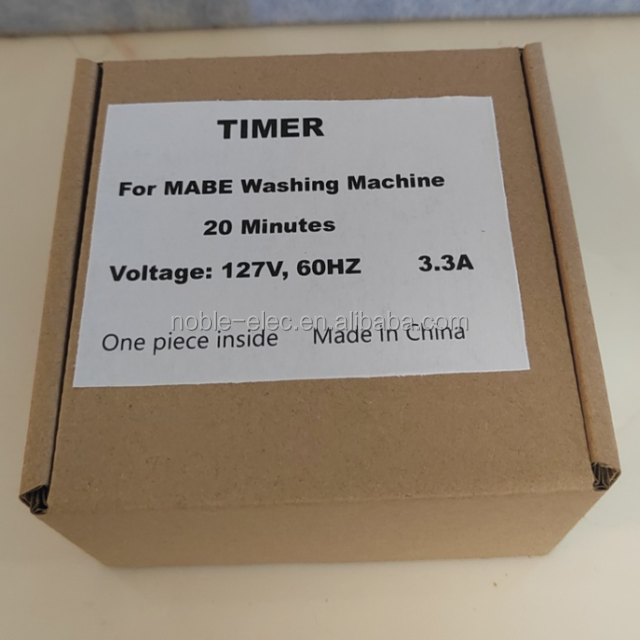 TIMER
For MABE Washing Machine
20 Minutes
Voltage: 127V, 60HZ 3.3A
noble-elec.en.alibaba.com
One piece inside Made in China